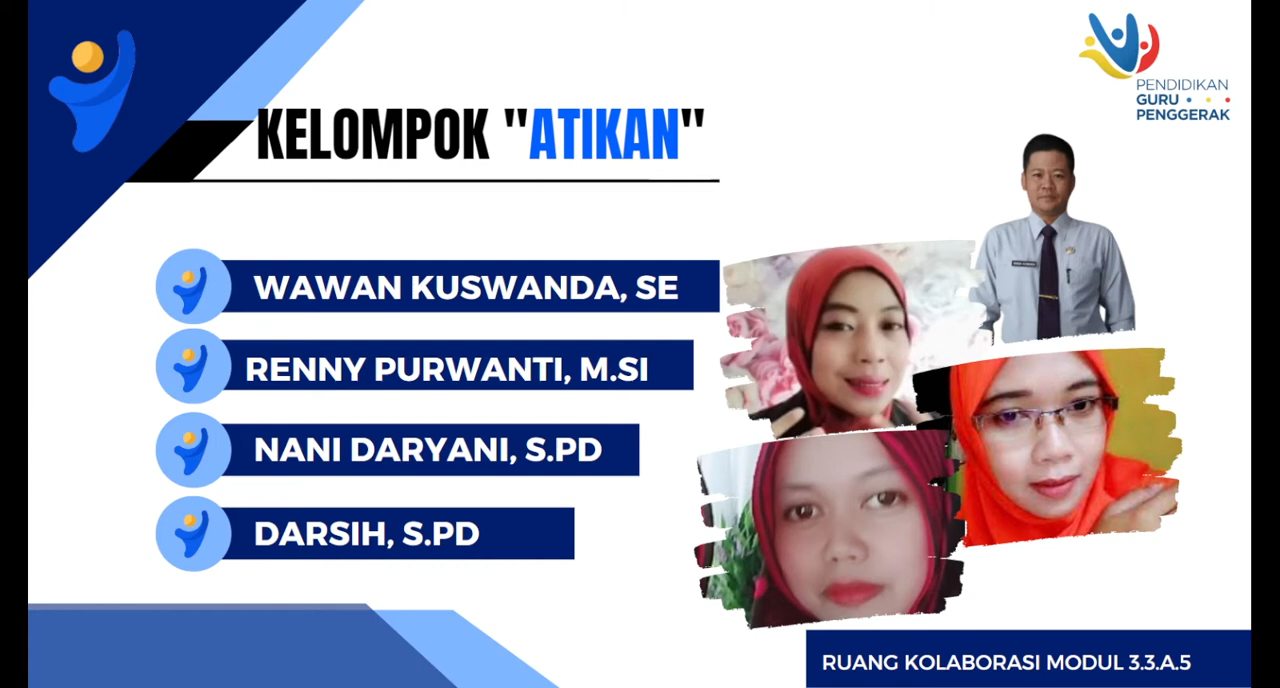 PENDIDIKAN
GURU
PENGGERAK
KELOMPOK "ATIKAN"
WAWAN KUSWANDA, SE
RENNY PURWANTI, M.SI
NANI DARYANI, S.PD
DARSIH, S.PD
RUANG KOLABORASI MODUL 3.3.A.5